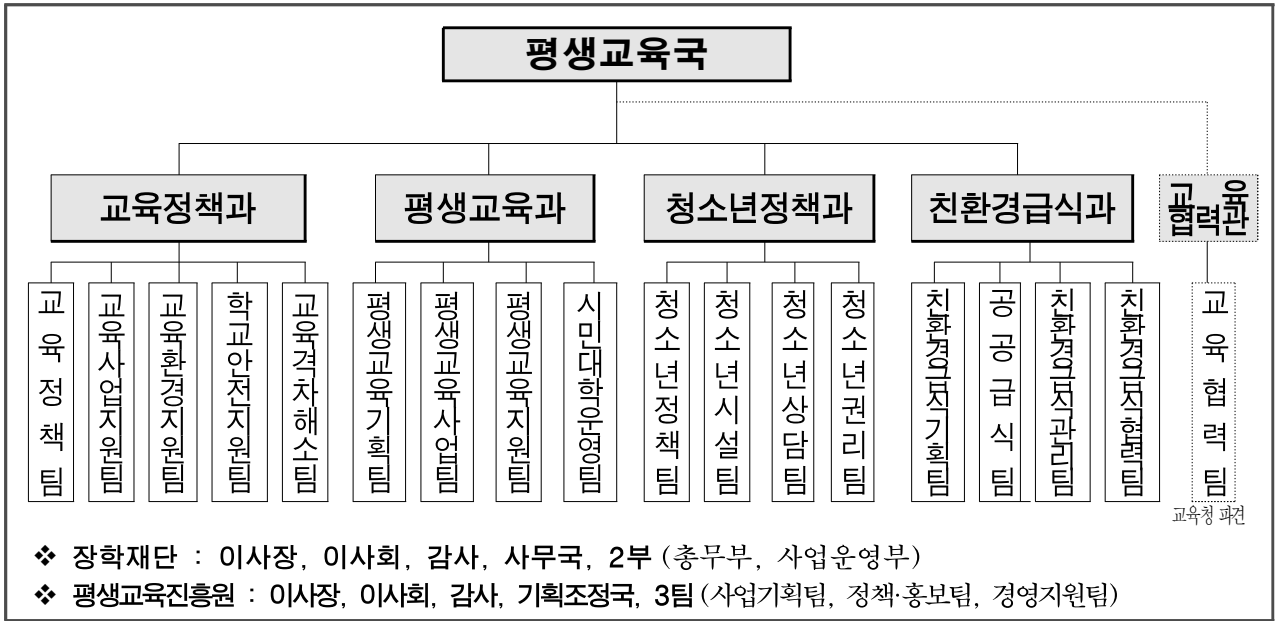 평생교육국
교육정책과
평생교육과
청소년정책과
친환경급식과
교 육
협력관
교육정책팀
교육사업지원팀
교육환경지원팀
학교안전지원팀
교육격차해소팀
평생교육기획팀
평생교육사업팀
평생교육지원팀
시민대학운영팀
청소년정책팀
청소년시설팀
청소년상담팀
청소년권리팀
친환경급식기획팀
공공급식팀
친환경급식관리팀
친환경급식협력팀
교육협력팀
교육청 파견
❖ 장학재단 : 이사장, 이사회, 감사, 사무국, 2부 (총무부, 사업운영부)
❖ 평생교육진흥원 : 이사장, 이사회, 감사, 기획조정국, 3팀 (사업기획팀, 정책·홍보팀, 경영지원팀)